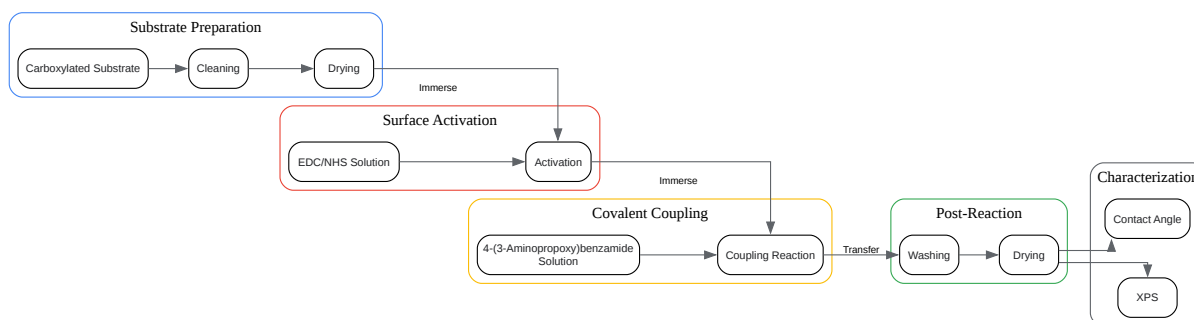 Substrate Preparation
Carboxylated Substrate
Cleaning
Drying
Immerse
Surface Activation
EDC/NHS Solution
Activation
Immerse
Covalent Coupling
4-(3-Aminopropoxy)benzamide
Solution
Coupling Reaction
Transfer
Post-Reaction
Washing
Drying
Characterization
Contact Angle
XPS